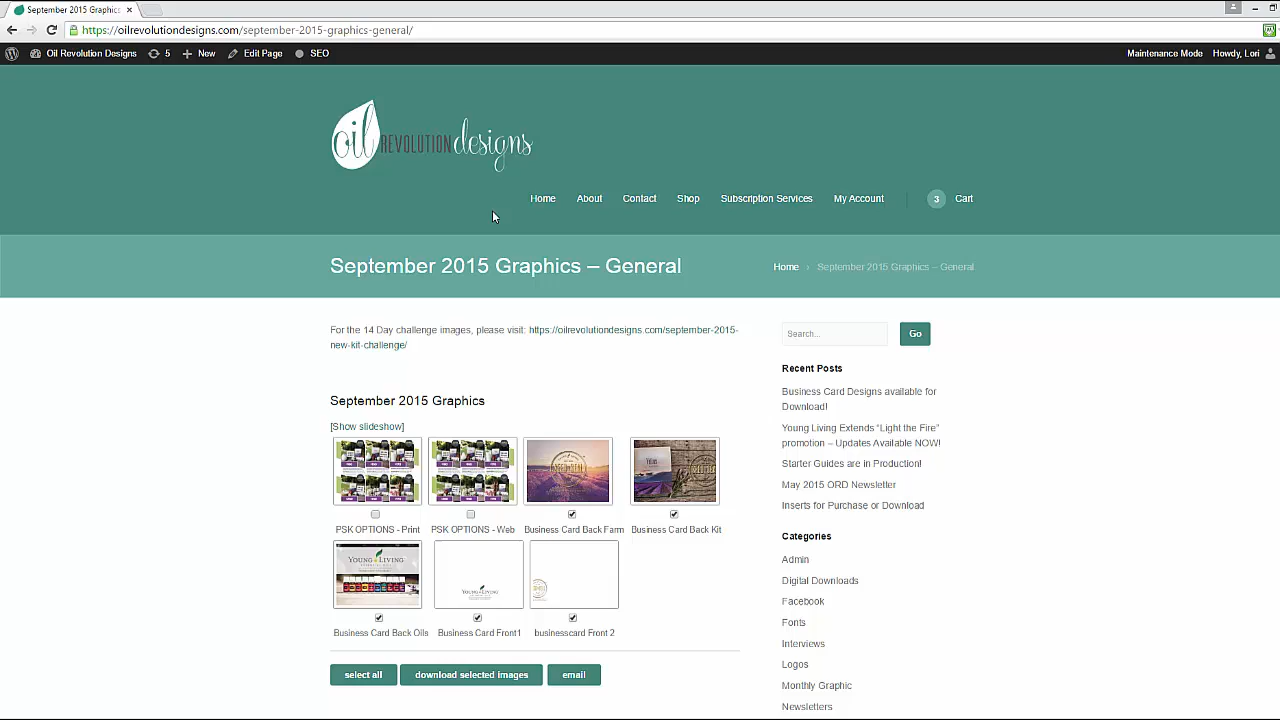 September 2015 Graphics
https://oilrevolutiondesigns.com/september-2015-graphics-general/
Oil Revolution Designs 5 New Edit Page SEO Maintenance Mode Howdy, Lori
oil REVOLUTION designs
Home About Contact Shop Subscription Services My Account 3 Cart
September 2015 Graphics – General
Home › September 2015 Graphics – General
For the 14 Day challenge images, please visit: https://oilrevolutiondesigns.com/september-2015-
new-kit-challenge/
September 2015 Graphics
[Show slideshow]
PSK OPTIONS - Print PSK OPTIONS - Web Business Card Back Farm Business Card Back Kit
YOUNG LIVING
YOUNG LIVING
Business Card Back Oils Business Card Front1 businesscard Front 2
select all download selected images email
Search... Go
Recent Posts
Business Card Designs available for
Download!
Young Living Extends “Light the Fire”
promotion – Updates Available NOW!
Starter Guides are in Production!
May 2015 ORD Newsletter
Inserts for Purchase or Download
Categories
Admin
Digital Downloads
Facebook
Fonts
Interviews
Logos
Monthly Graphic
Newsletters